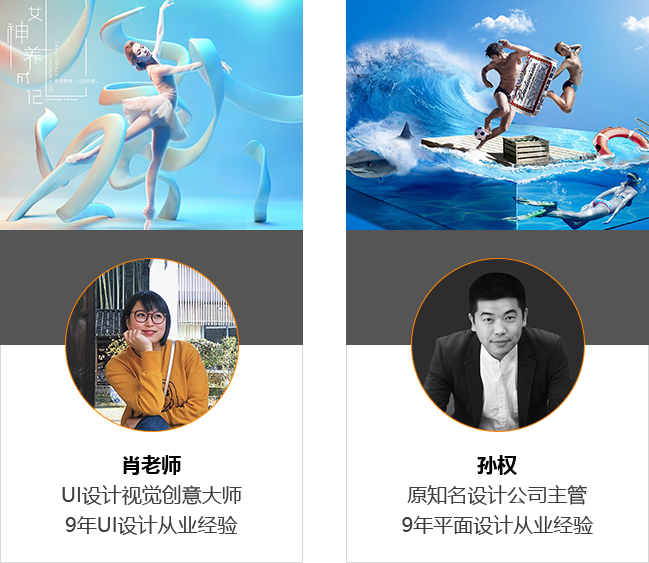 女神养成记
肖老师
UI设计视觉创意大师
9年UI设计从业经验
孙权
原知名设计公司主管
9年平面设计从业经验